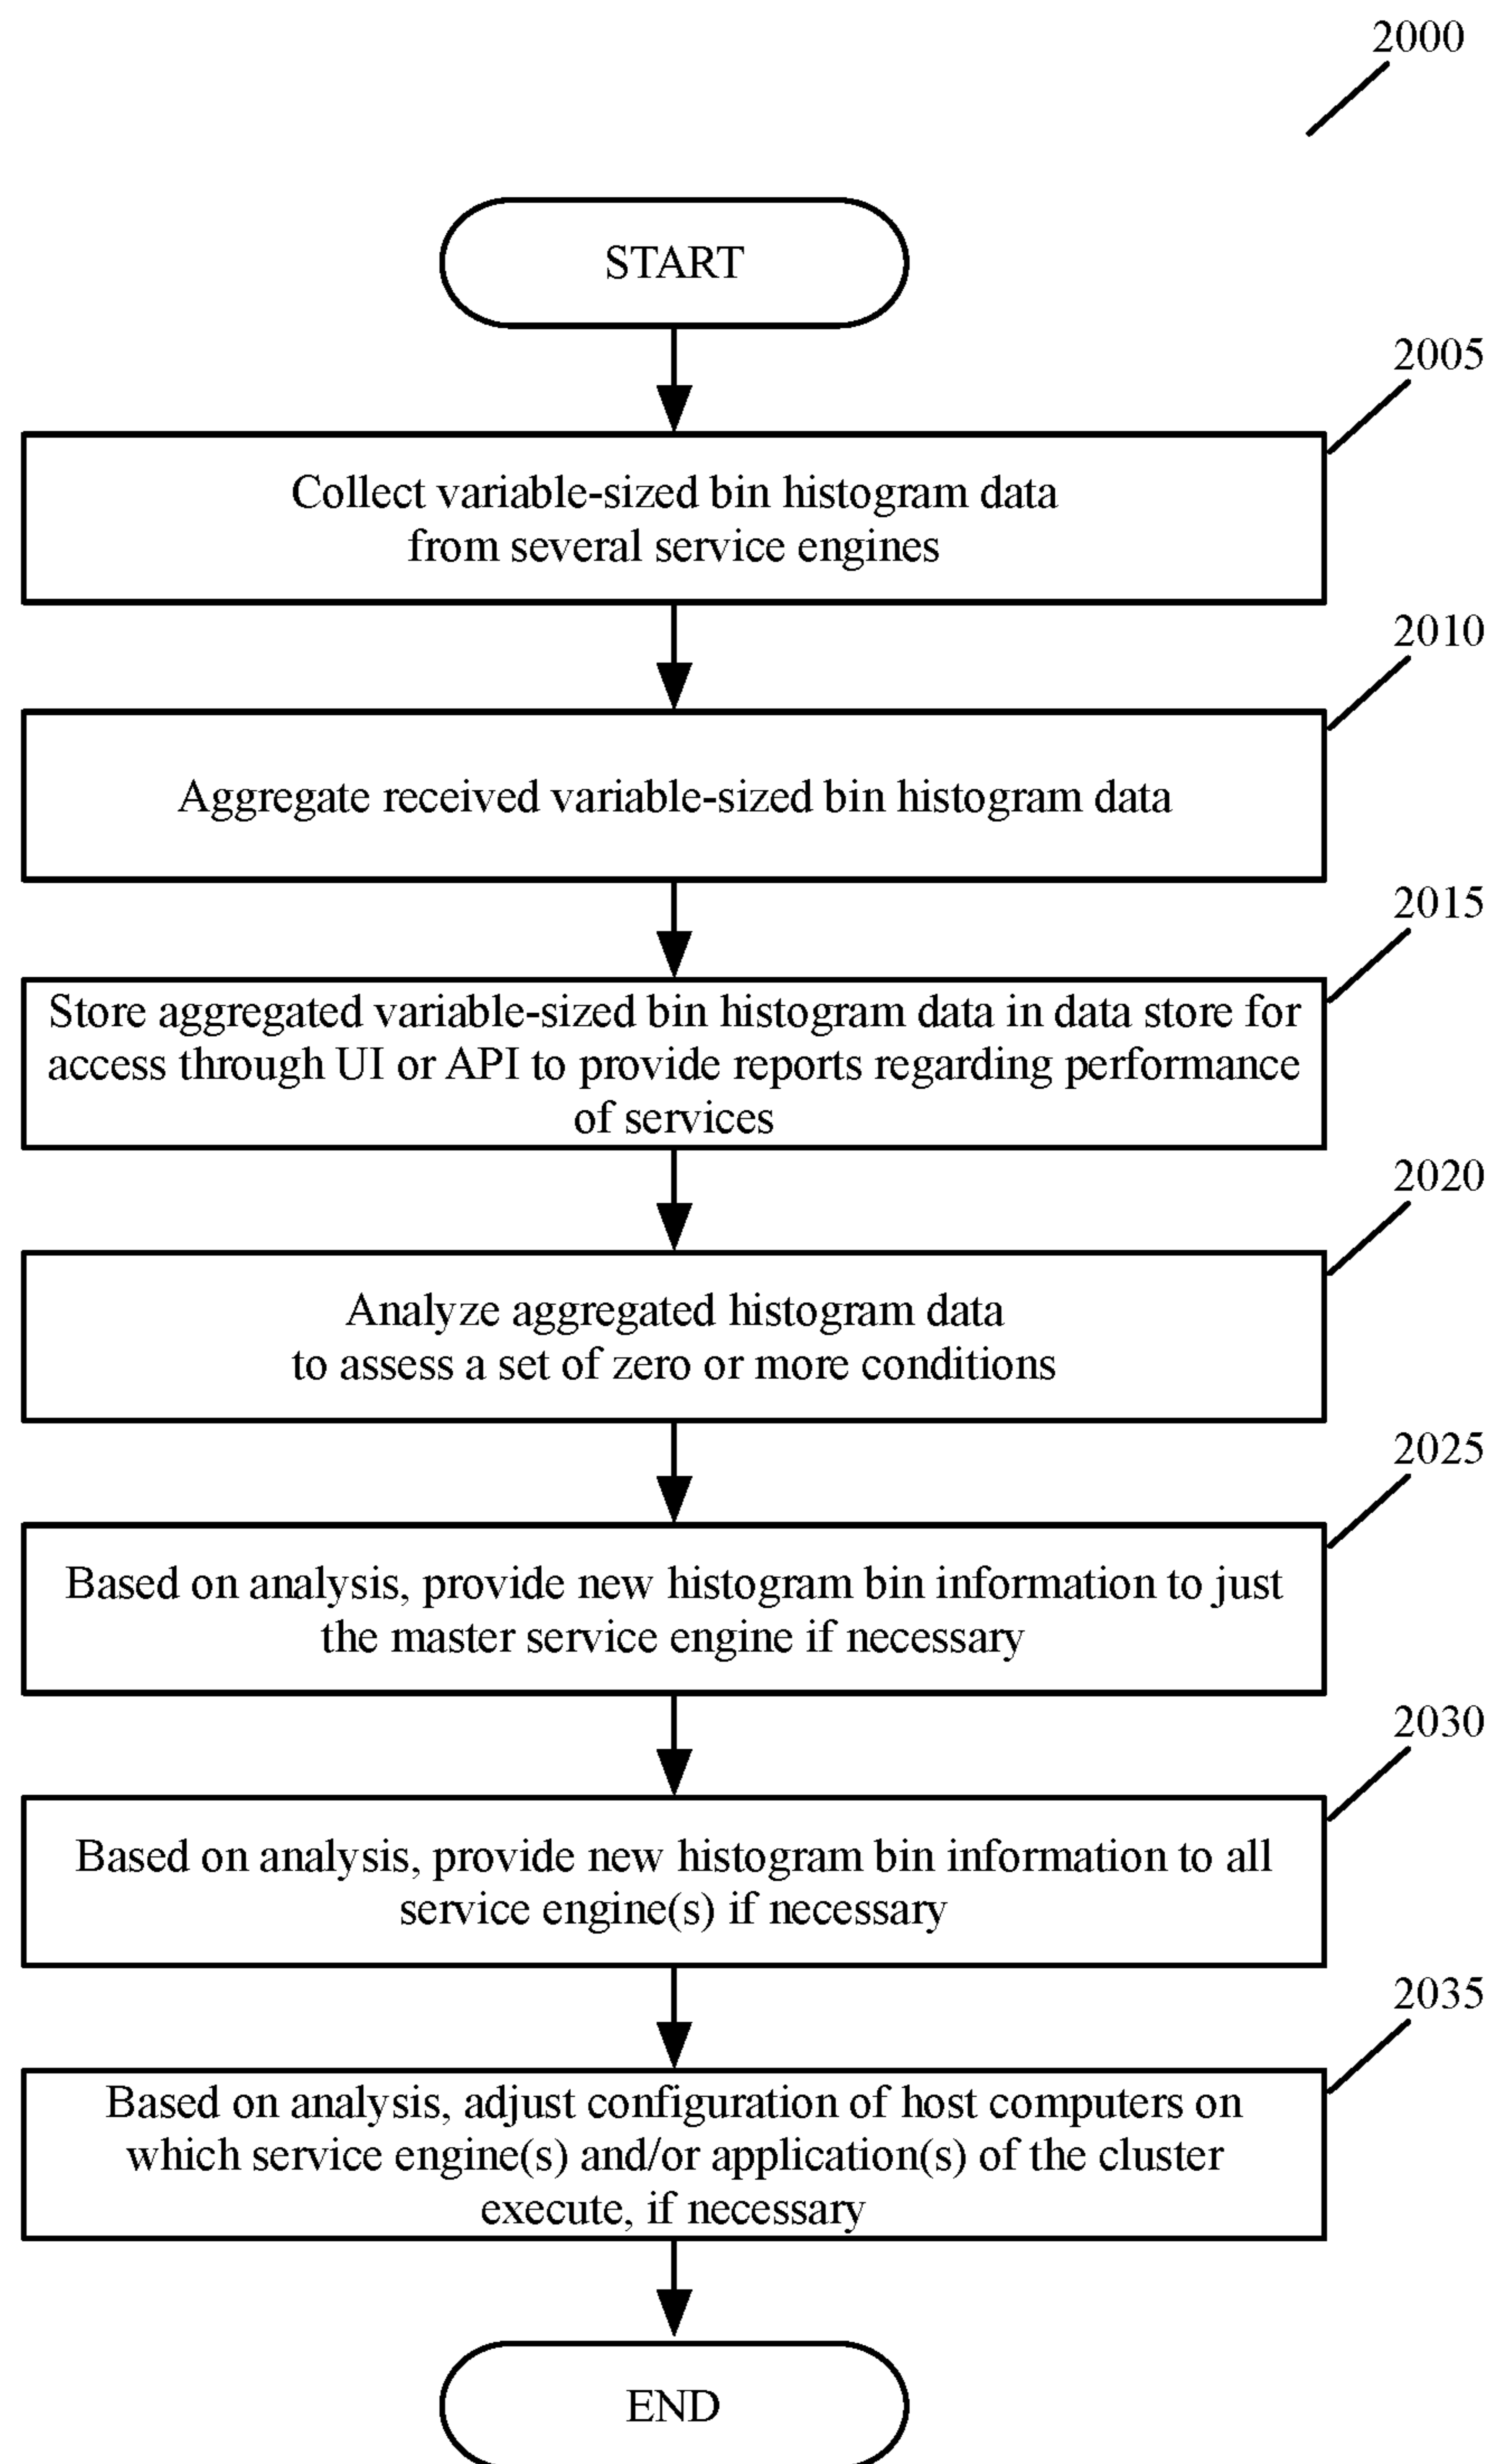 2000
START
2005
Collect variable-sized bin histogram data
from several service engines
2010
Aggregate received variable-sized bin histogram data
2015
Store aggregated variable-sized bin histogram data in data store for
access through UI or API to provide reports regarding performance
of services
2020
Analyze aggregated histogram data
to assess a set of zero or more conditions
2025
Based on analysis, provide new histogram bin information to just
the master service engine if necessary
2030
Based on analysis, provide new histogram bin information to all
service engine(s) if necessary
2035
Based on analysis, adjust configuration of host computers on
which service engine(s) and/or application(s) of the cluster
execute, if necessary
END